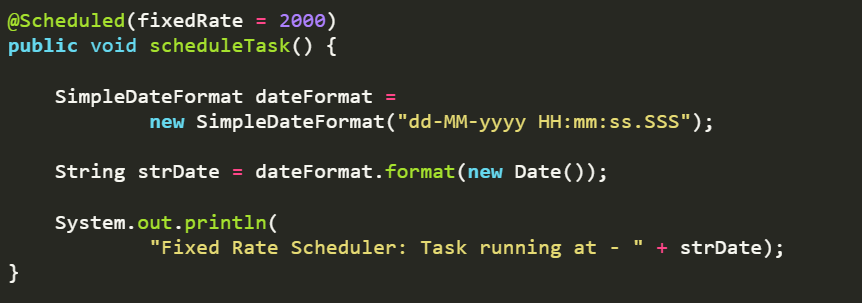 @Scheduled(fixedRate = 2000)
public void scheduleTask() {
SimpleDateFormat dateFormat =
new SimpleDateFormat("dd-MM-yyyy HH:mm:ss.SSS");
String strDate = dateFormat.format(new Date());
System.out.println(
"Fixed Rate Scheduler: Task running at - " + strDate);
}